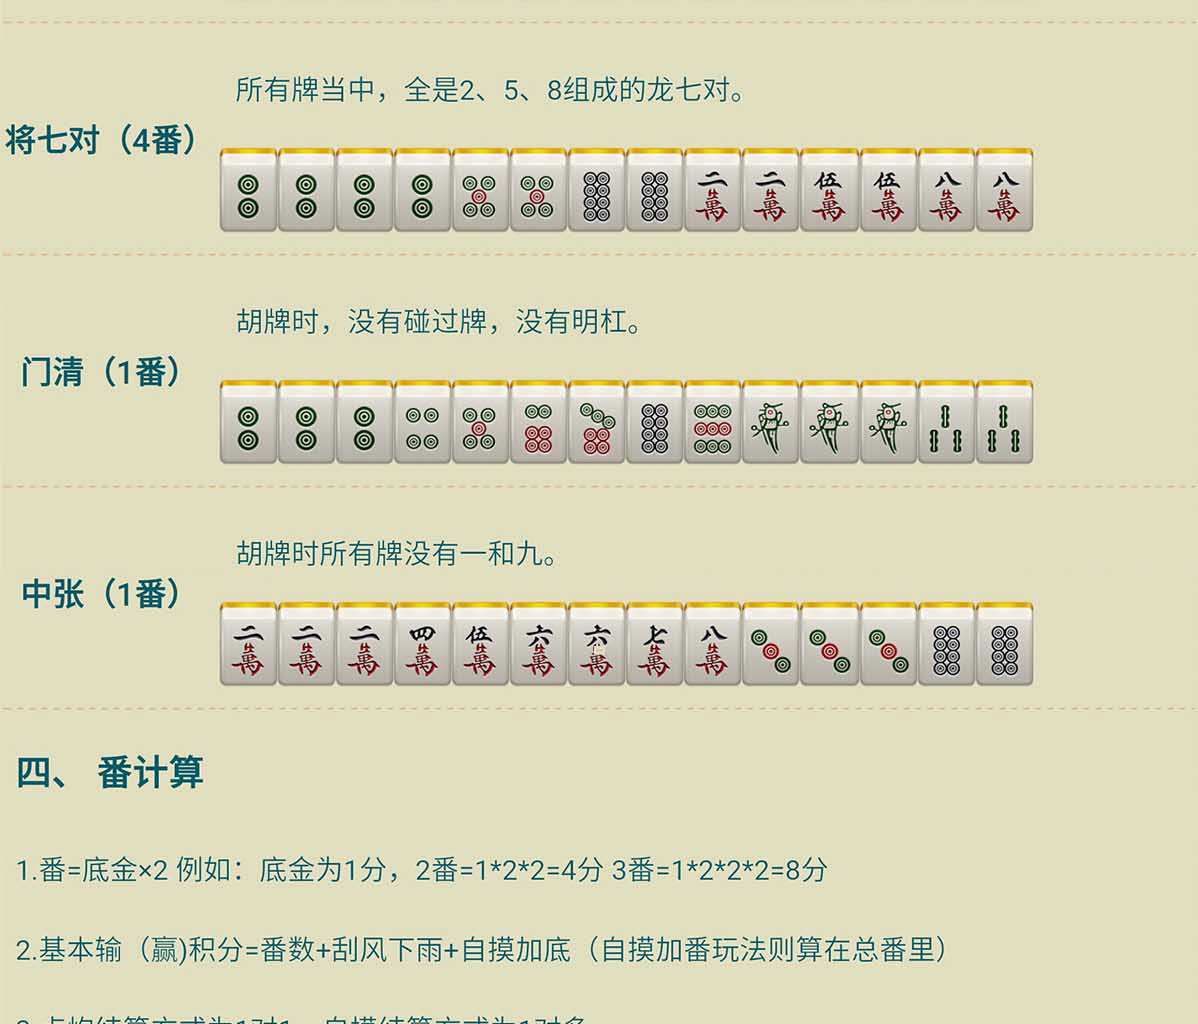 所有牌当中，全是2、5、8组成的龙七对。
将七对（4番）
二萬 二萬 伍萬 伍萬 八萬 八萬
胡牌时，没有碰过牌，没有明杠。
门清（1番）
胡牌时所有牌没有一和九。
中张（1番）
二萬 二萬 二萬 四萬 伍萬 六萬 六萬 七萬 八萬
四、 番计算
1.番=底金×2 例如：底金为1分，2番=1*2*2=4分 3番=1*2*2*2=8分
2.基本输（赢)积分=番数+刮风下雨+自摸加底（自摸加番玩法则算在总番里）